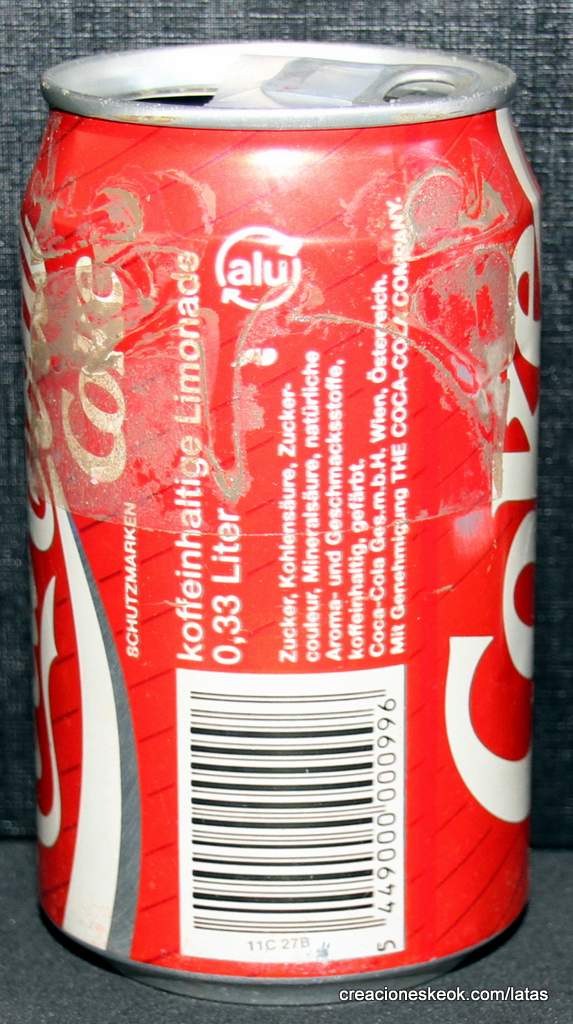 Coke
SCHUTZMARKEN
koffeinhaltige Limonade
0,33 Liter
alu
Zucker, Kohlensäure, Zucker-
couleur, Mineralsäure, natürliche
Aroma- und Geschmacksstoffe,
koffeinhaltig, gefärbt.
Coca-Cola Ges.m.b.H. Wien, Österreich.
Mit Genehmigung THE COCA-COLA COMPANY.
Coke
5 449000 000996
11C 27B
creacioneskeok.com/latas